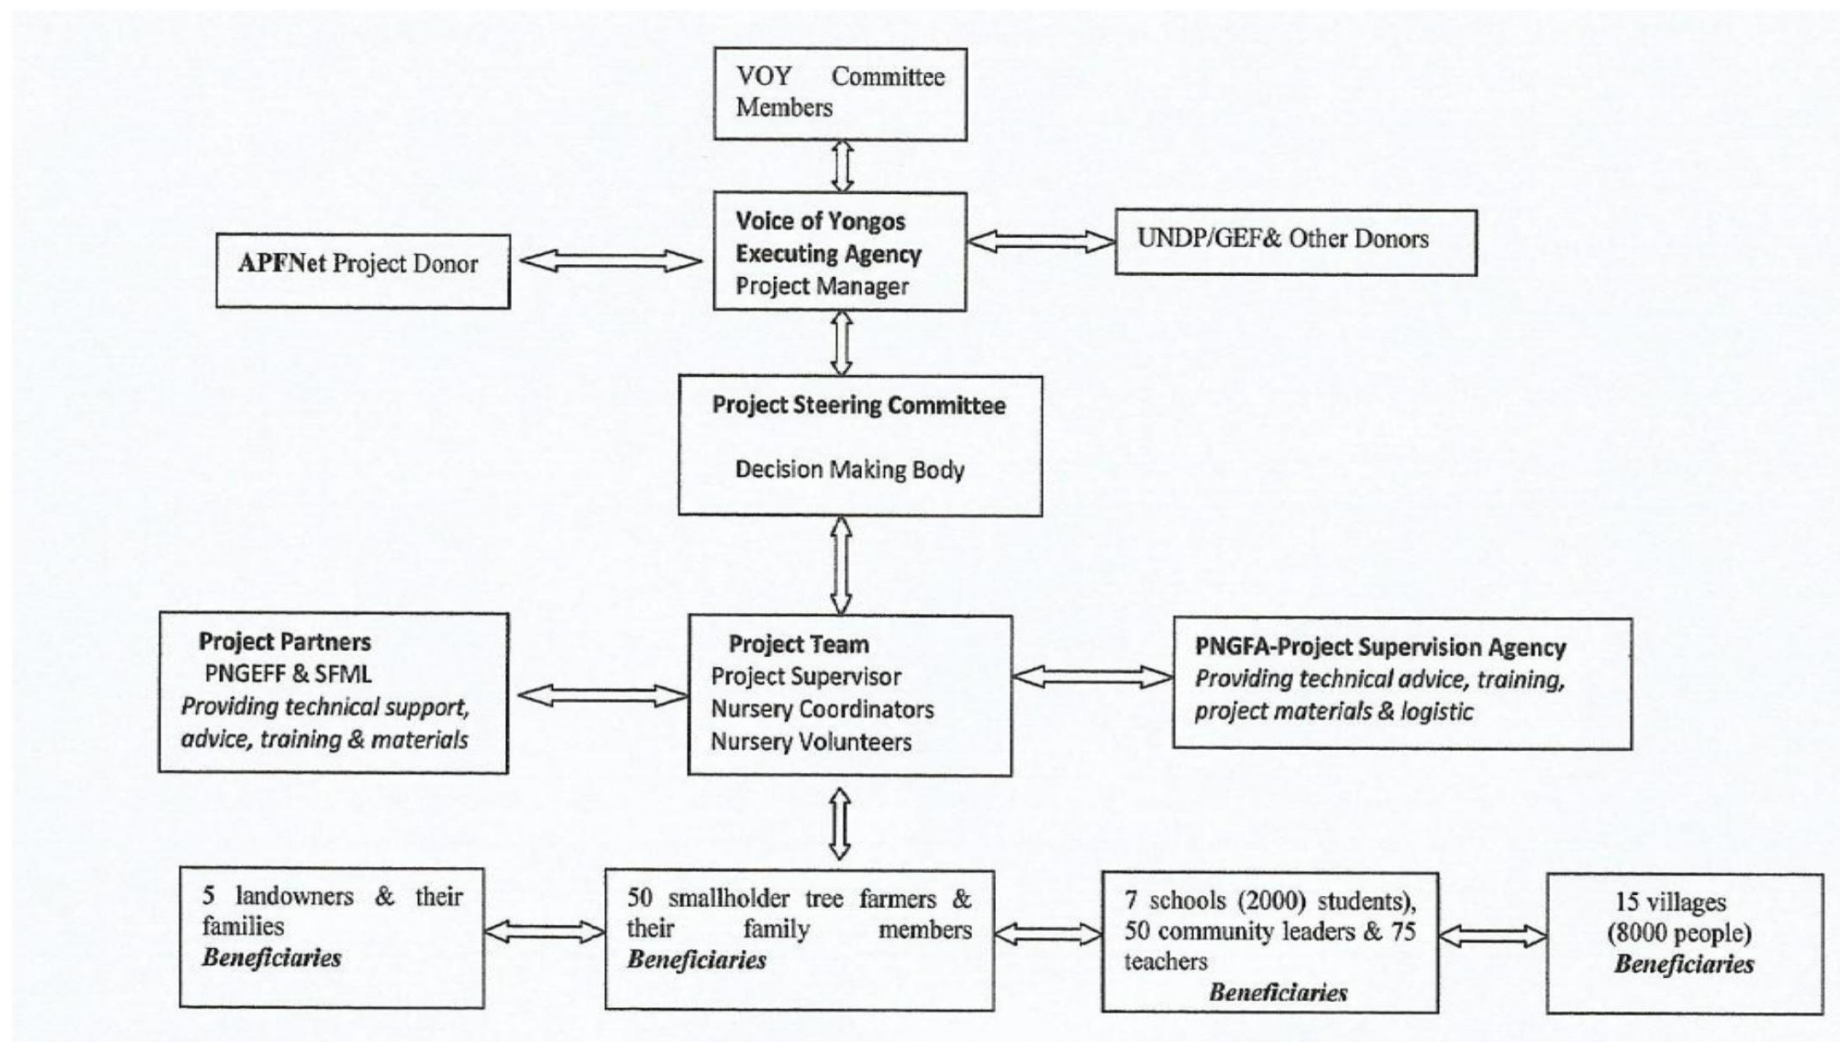 VOY Committee
Members
Voice of Yongos
Executing Agency
Project Manager
APFNet Project Donor
UNDP/GEF& Other Donors
Project Steering Committee
Decision Making Body
Project Partners
PNGEFF & SFML
Providing technical support,
advice, training & materials
Project Team
Project Supervisor
Nursery Coordinators
Nursery Volunteers
PNGFA-Project Supervision Agency
Providing technical advice, training,
project materials & logistic
5 landowners & their
families
Beneficiaries
50 smallholder tree farmers &
their family members
Beneficiaries
7 schools (2000) students),
50 community leaders & 75
teachers
Beneficiaries
15 villages
(8000 people)
Beneficiaries